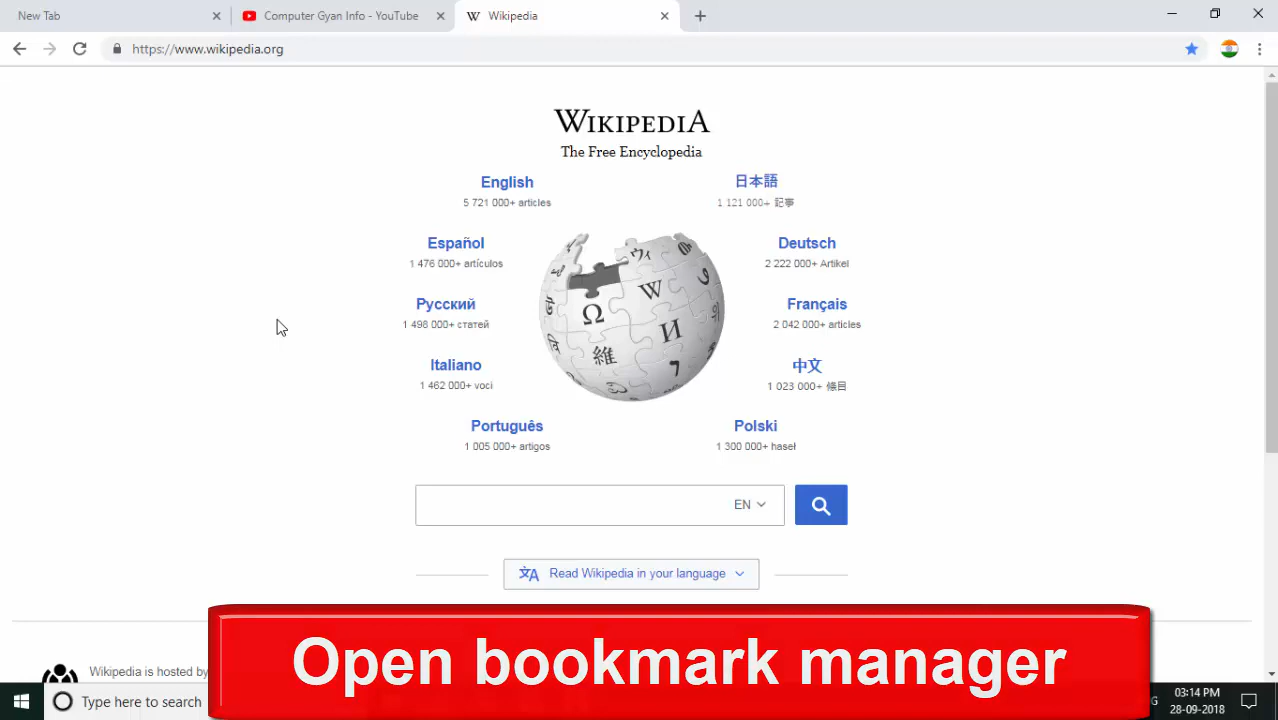 New Tab
Computer Gyan Info - YouTube
Wikipedia
https://www.wikipedia.org
WIKIPEDIA
The Free Encyclopedia
English
5 721 000+ articles
日本語
1 121 000+ 記事
Español
1 476 000+ artículos
Deutsch
2 222 000+ Artikel
Русский
1 498 000+ статей
Français
2 042 000+ articles
Italiano
1 462 000+ voci
中文
1 023 000+ 條目
Português
1 005 000+ artigos
Polski
1 300 000+ haseł
EN
Read Wikipedia in your language
Wikipedia is hosted by
Open bookmark manager
Type here to search
03:14 PM
28-09-2018